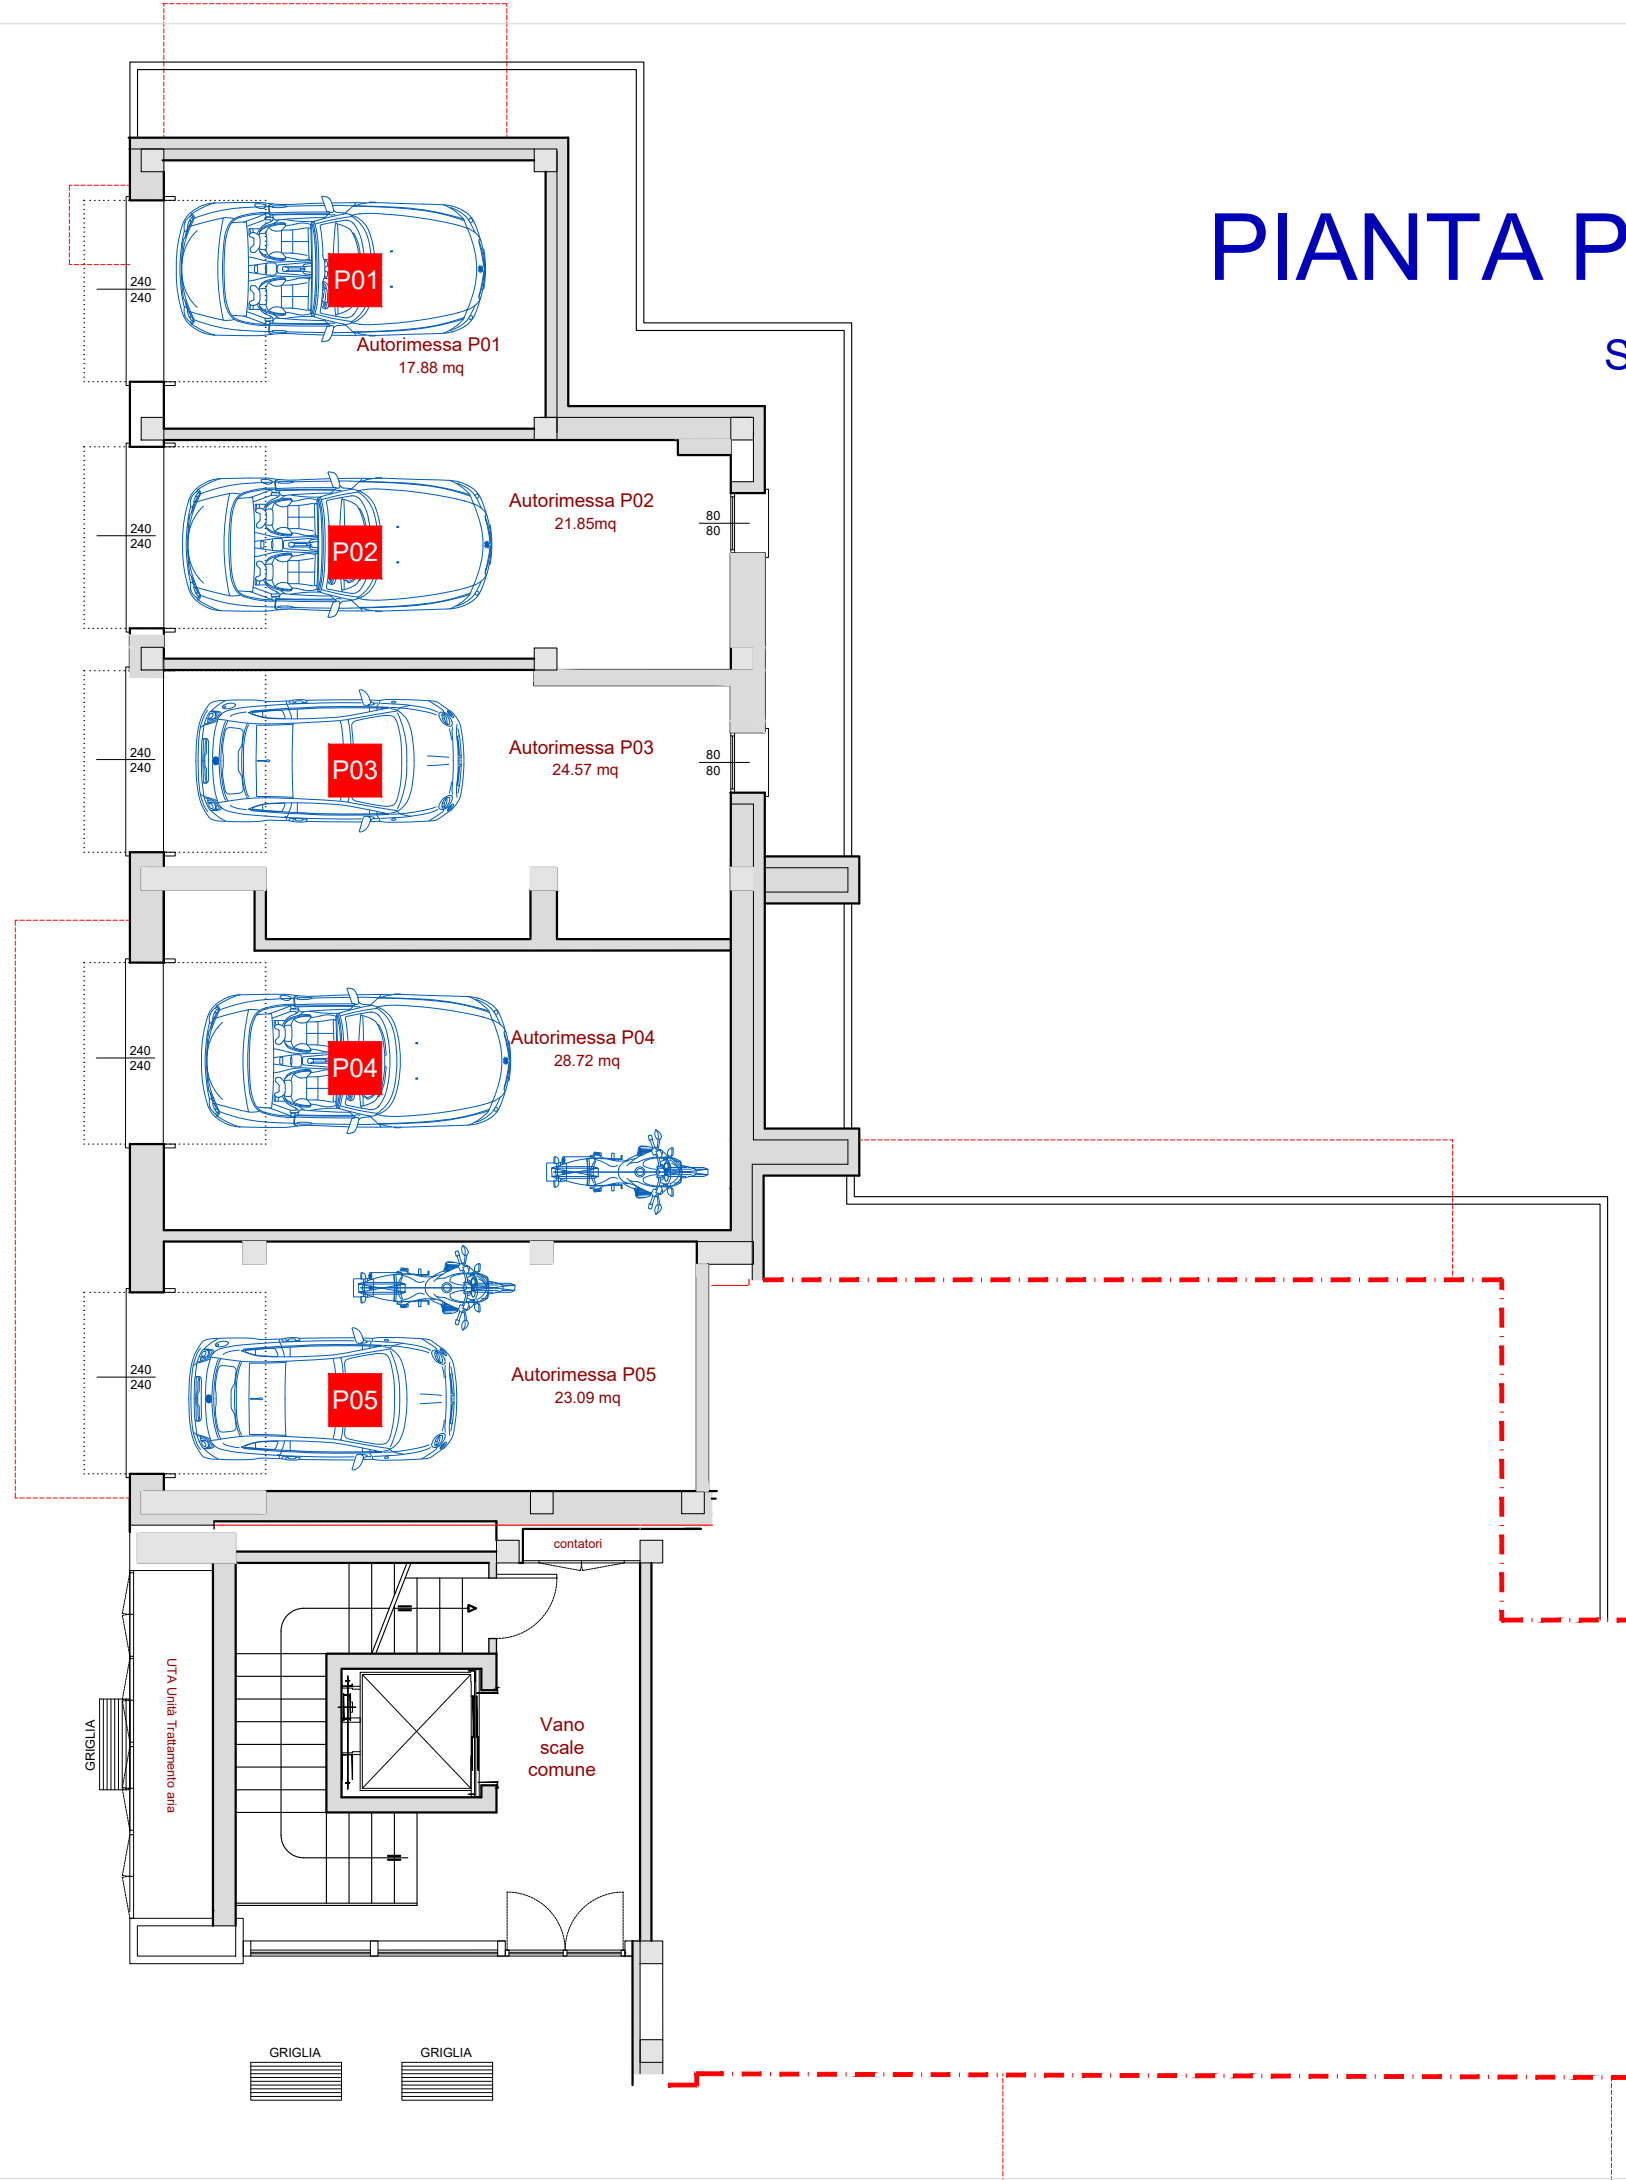 PIANTA P
S
240
240
P01
Autorimessa P01
17.88 mq
240
240
P02
Autorimessa P02
21.85mq
80
80
240
240
P03
Autorimessa P03
24.57 mq
80
80
240
240
P04
Autorimessa P04
28.72 mq
240
240
P05
Autorimessa P05
23.09 mq
contatori
GRIGLIA
UTA Unità Trattamento aria
Vano
scale
comune
GRIGLIA
GRIGLIA